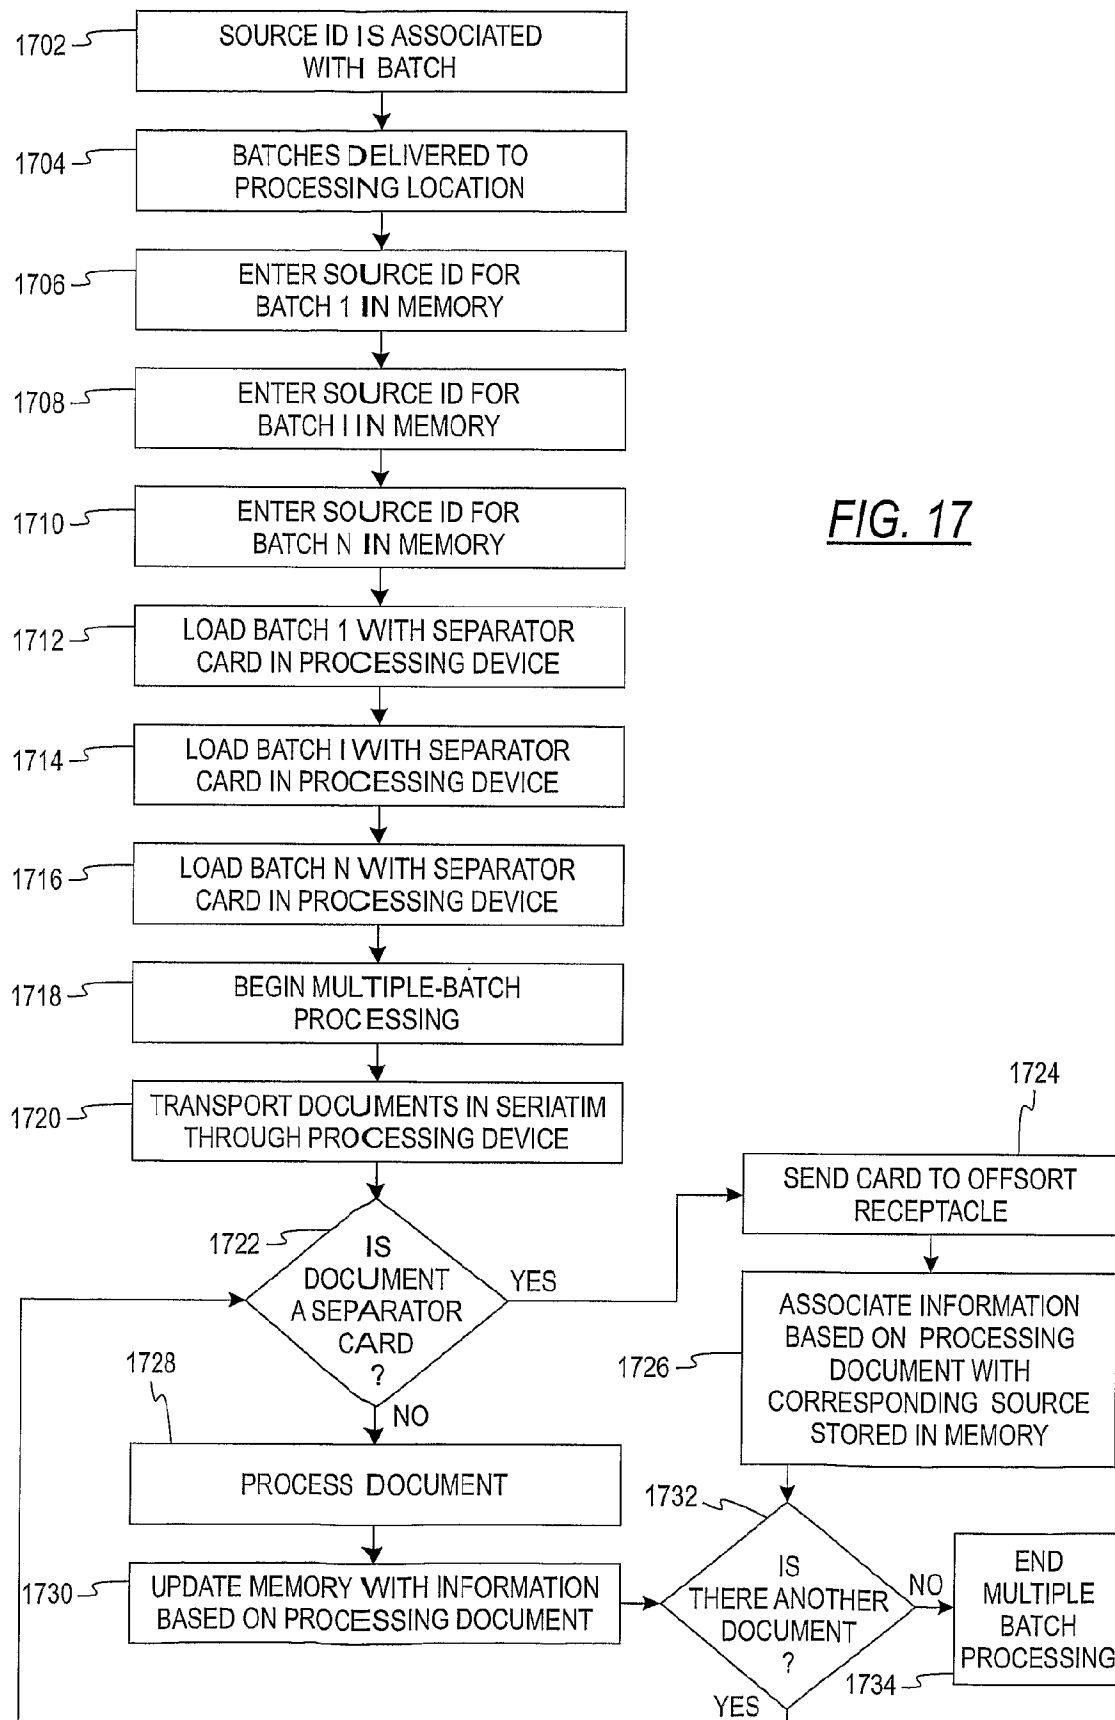 1702
SOURCE ID IS ASSOCIATED
WITH BATCH
1704
BATCHES DELIVERED TO
PROCESSING LOCATION
1706
ENTER SOURCE ID FOR
BATCH 1 IN MEMORY
1708
ENTER SOURCE ID FOR
BATCH I IN MEMORY
1710
ENTER SOURCE ID FOR
BATCH N IN MEMORY
FIG. 17
1712
LOAD BATCH 1 WITH SEPARATOR
CARD IN PROCESSING DEVICE
1714
LOAD BATCH I WITH SEPARATOR
CARD IN PROCESSING DEVICE
1716
LOAD BATCH N WITH SEPARATOR
CARD IN PROCESSING DEVICE
1718
BEGIN MULTIPLE-BATCH
PROCESSING
1720
TRANSPORT DOCUMENTS IN SERIATIM
THROUGH PROCESSING DEVICE
1722
IS
DOCUMENT
A SEPARATOR
CARD
?
YES
NO
1724
SEND CARD TO OFFSORT
RECEPTACLE
1726
ASSOCIATE INFORMATION
BASED ON PROCESSING
DOCUMENT WITH
CORRESPONDING SOURCE
STORED IN MEMORY
1728
PROCESS DOCUMENT
1730
UPDATE MEMORY WITH INFORMATION
BASED ON PROCESSING DOCUMENT
1732
IS
THERE ANOTHER
DOCUMENT
?
NO
YES
1734
END
MULTIPLE
BATCH
PROCESSING